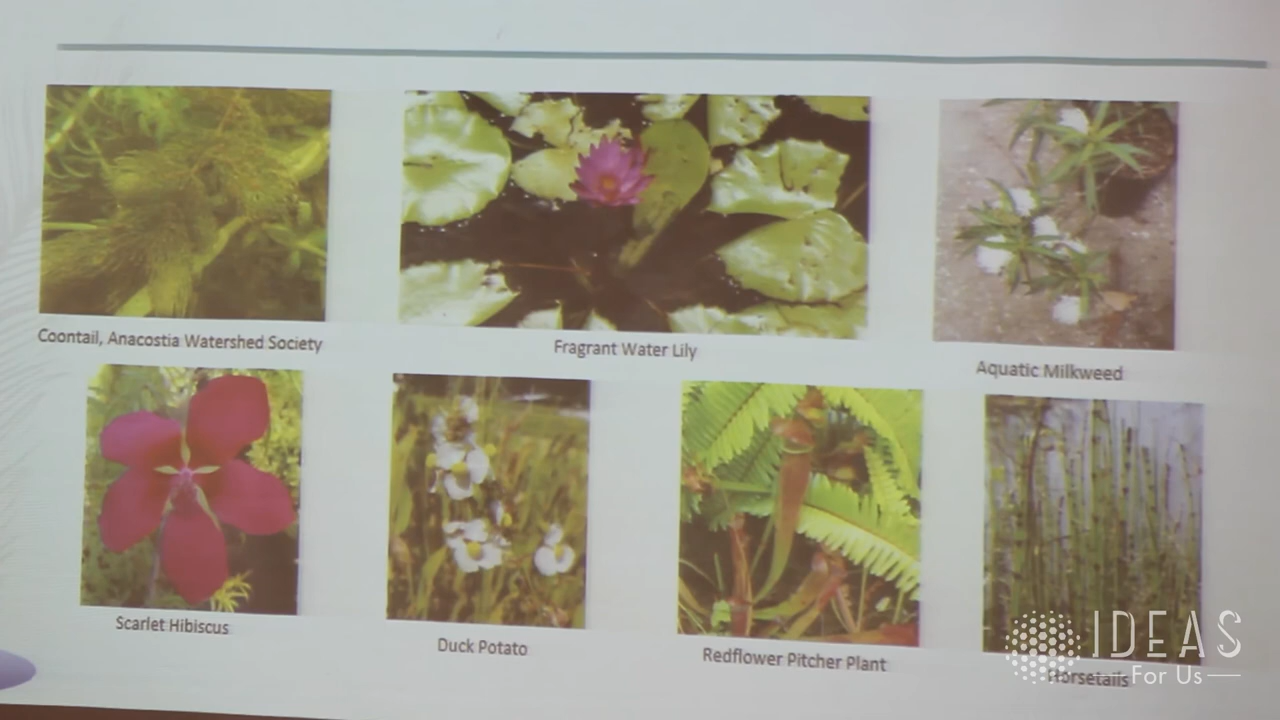 Coontail, Anacostia Watershed Society
Fragrant Water Lily
Aquatic Milkweed
Scarlet Hibiscus
Duck Potato
Redflower Pitcher Plant
Horsetails
IDEAS
For Us